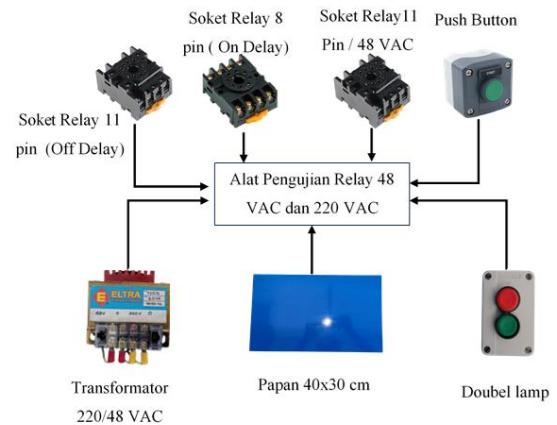 Soket Relay 8
pin ( On Delay)
Soket Relay11
Pin / 48 VAC
Push Button
Soket Relay 11
pin (Off Delay)
Alat Pengujian Relay 48
VAC dan 220 VAC
ELTRA
Transformator
220/48 VAC
Papan 40x30 cm
Doubel lamp